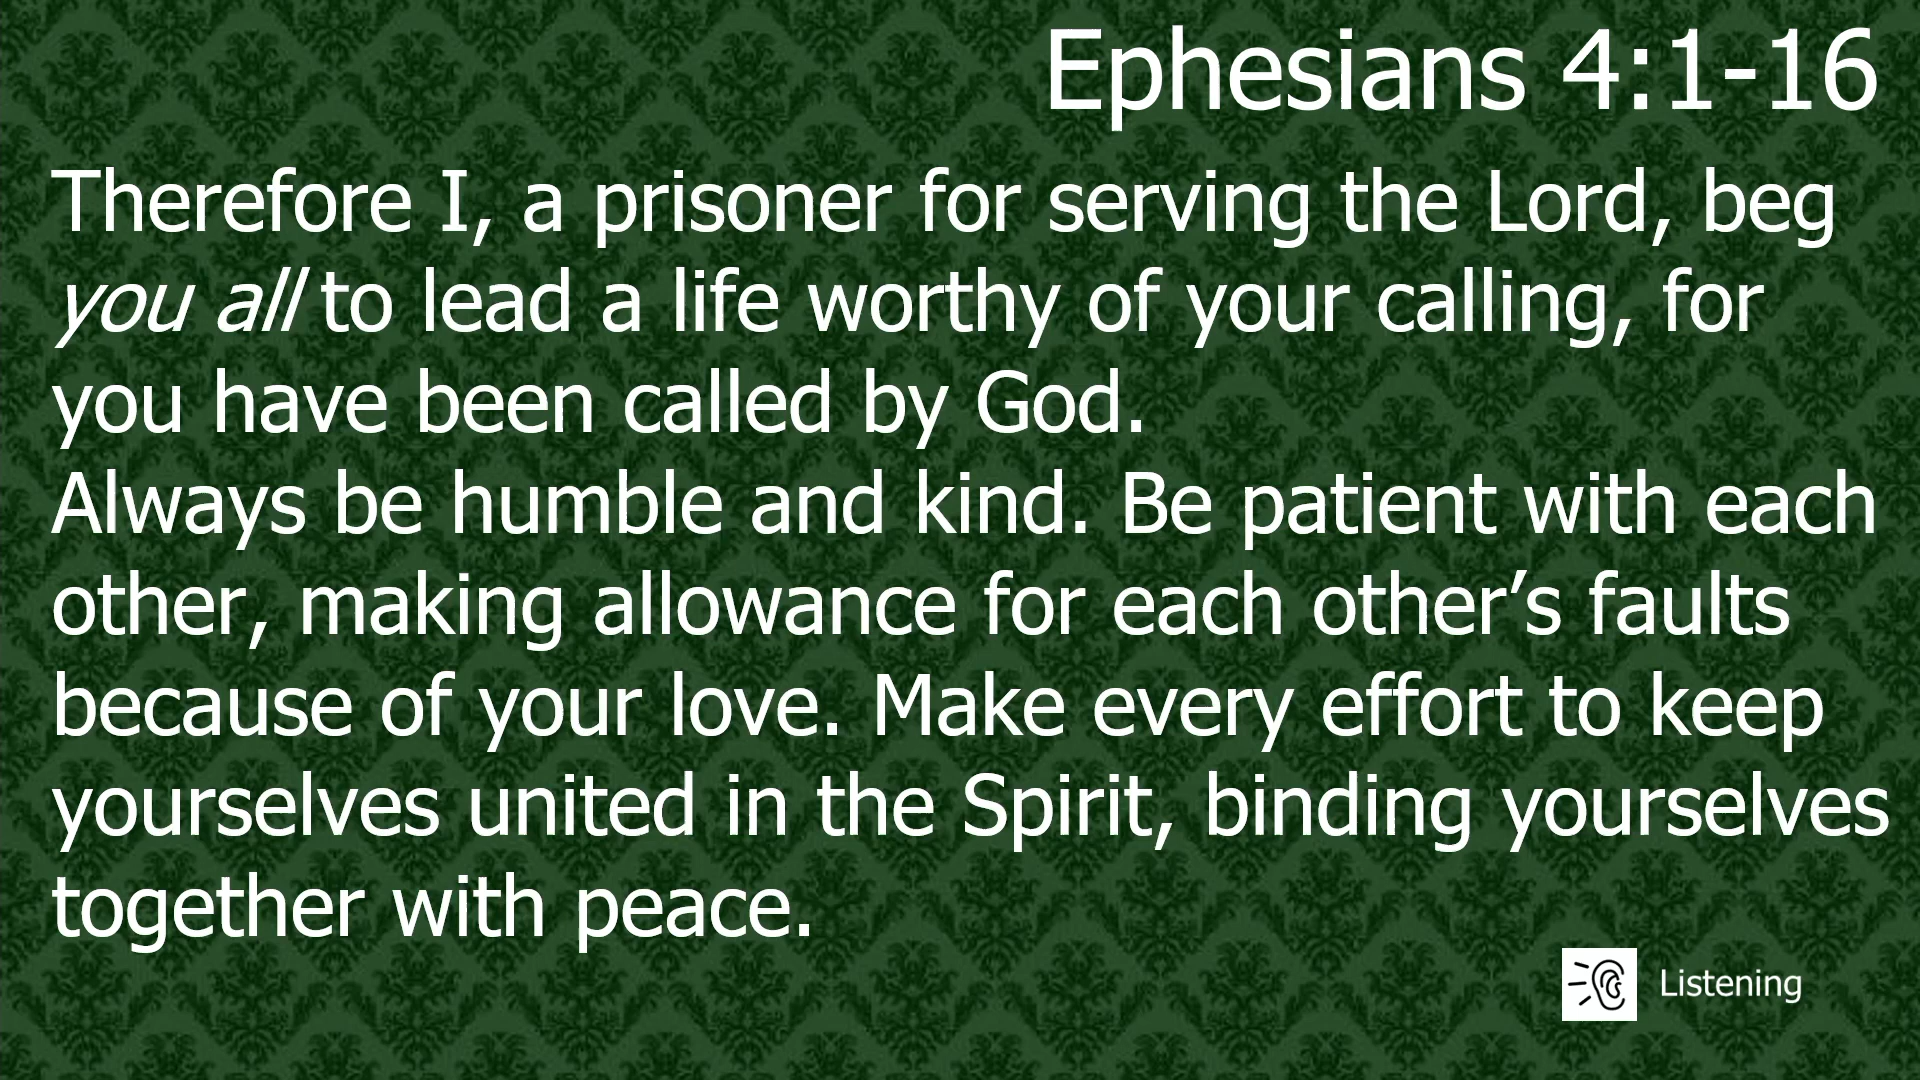 Ephesians 4:1-16
Therefore I, a prisoner for serving the Lord, beg
you all to lead a life worthy of your calling, for
you have been called by God.
Always be humble and kind. Be patient with each
other, making allowance for each other’s faults
because of your love. Make every effort to keep
yourselves united in the Spirit, binding yourselves
together with peace.
Listening